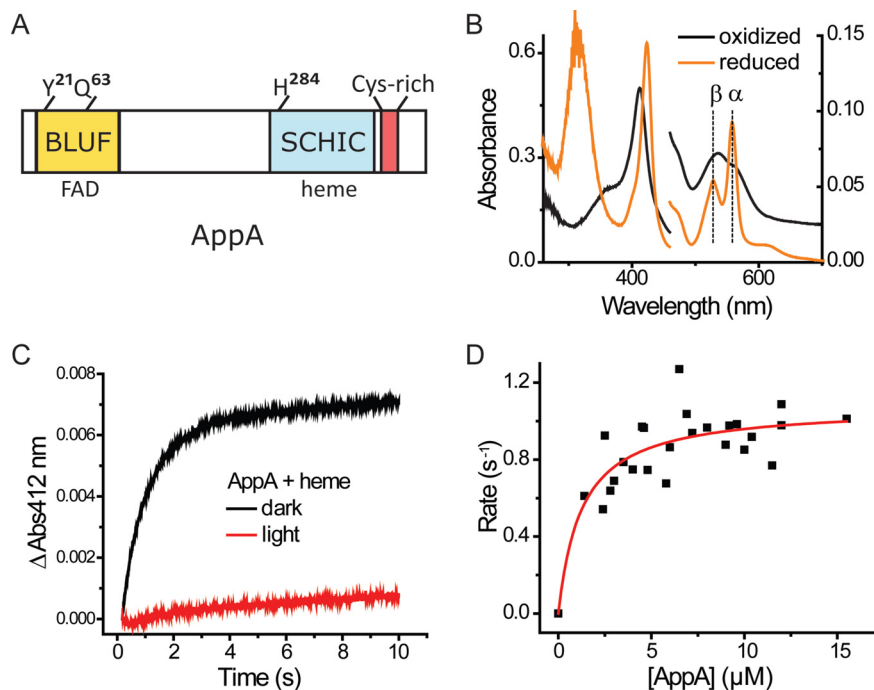 A
Y21Q63 H284 Cys-rich
BLUF SCHIC
FAD heme
AppA
B
oxidized
reduced
β α
0.6
0.3
0.0
0.15
0.10
0.05
0.00
400 600
Absorbance
Wavelength (nm)
C
0.008
0.006
0.004
0.002
0.000
AppA + heme
dark
light
0 2 4 6 8 10
ΔAbs412 nm
Time (s)
D
1.2
0.8
0.4
0.0
0 5 10 15
Rate (s-1)
[AppA] (µM)